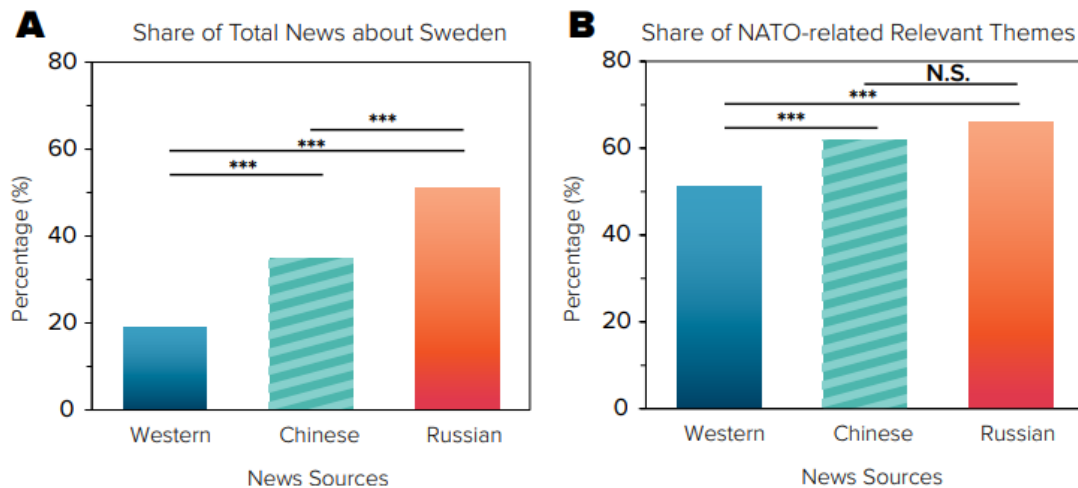 A
Share of Total News about Sweden
80
60
40
20
0
Percentage (%)
***
***
***
Western
Chinese
Russian
News Sources
B
Share of NATO-related Relevant Themes
80
60
40
20
0
Percentage (%)
N.S.
***
***
Western
Chinese
Russian
News Sources